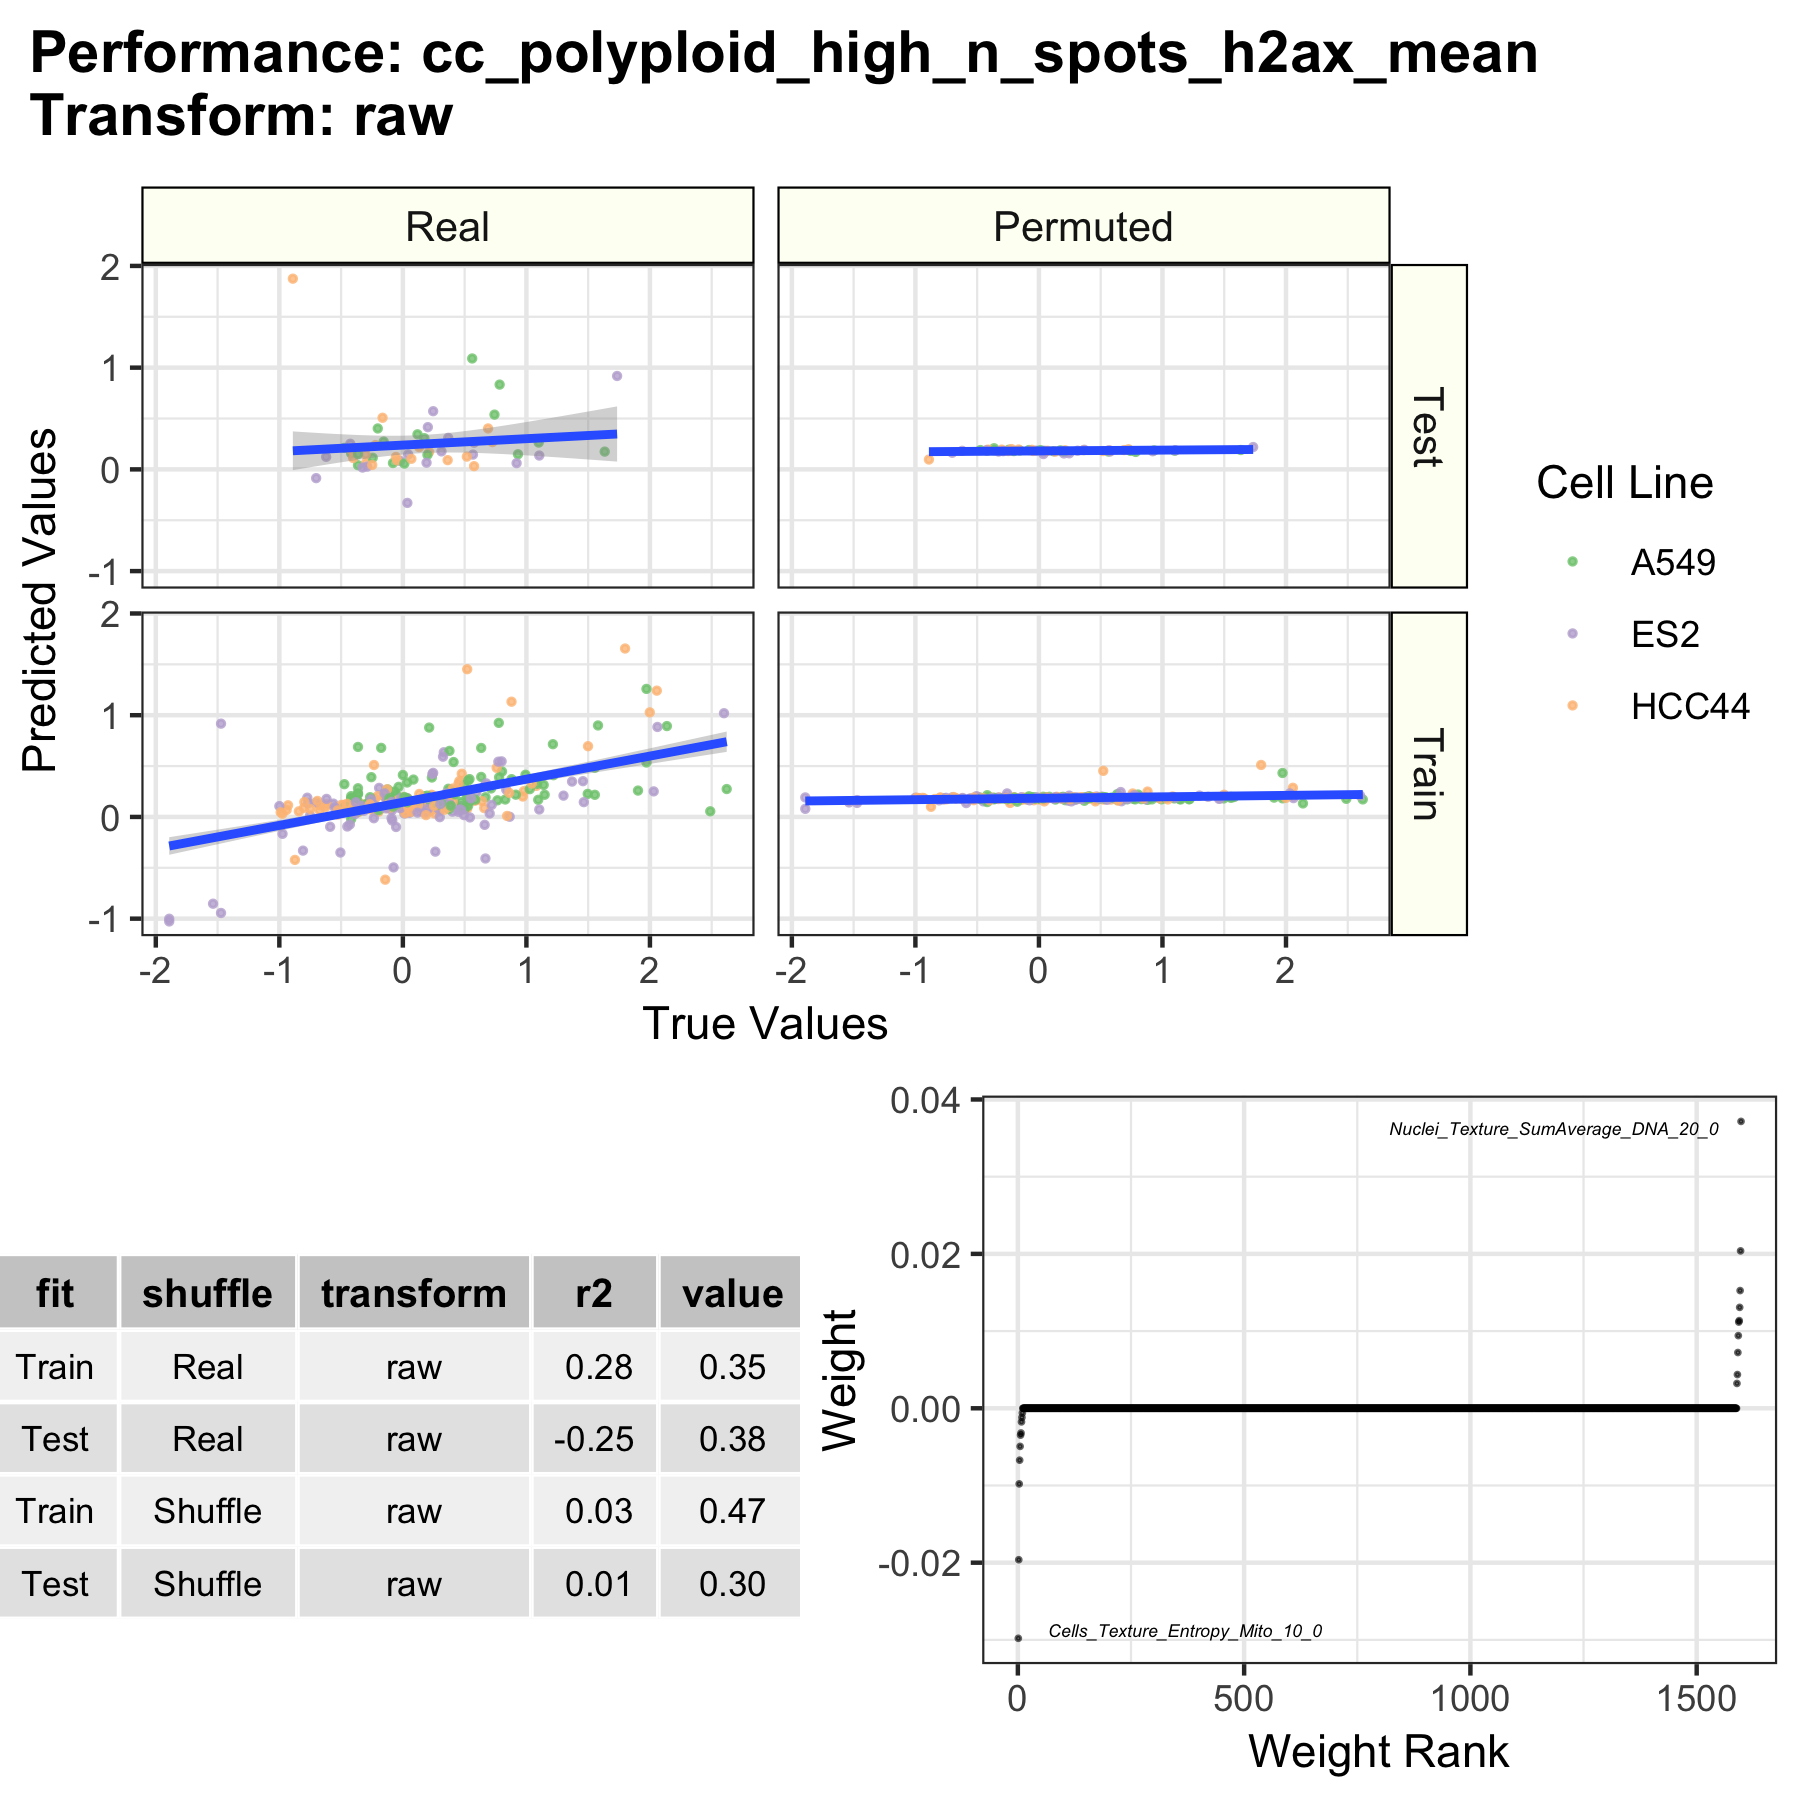 Performance: cc_polyploid_high_n_spots_h2ax_mean
Transform: raw
Real
Permuted
2
1
0
-1
Test
2
1
0
-1
Train
Predicted Values
-2
-1
0
1
2
-2
-1
0
1
2
True Values
Cell Line
A549
ES2
HCC44
fit shuffle transform r2 value
Train Real raw 0.28 0.35
Test Real raw -0.25 0.38
Train Shuffle raw 0.03 0.47
Test Shuffle raw 0.01 0.30
0.04
0.02
0.00
-0.02
Weight
Nuclei_Texture_SumAverage_DNA_20_0
Cells_Texture_Entropy_Mito_10_0
0
500
1000
1500
Weight Rank